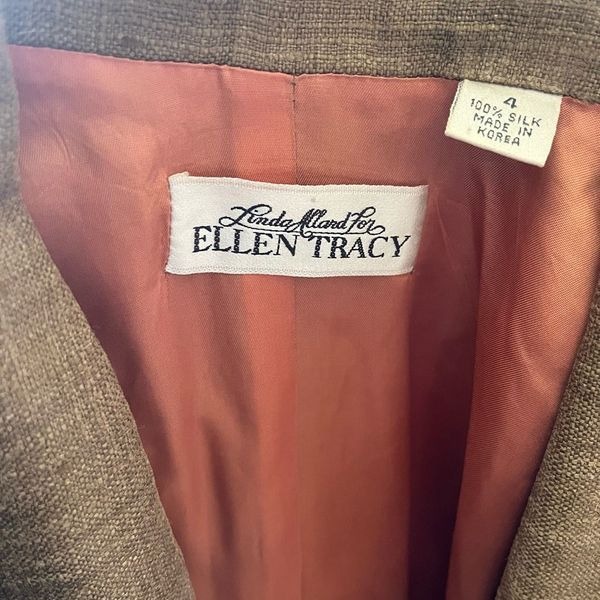 4
100% SILK
MADE IN
KOREA
Linda Allard For
ELLEN TRACY